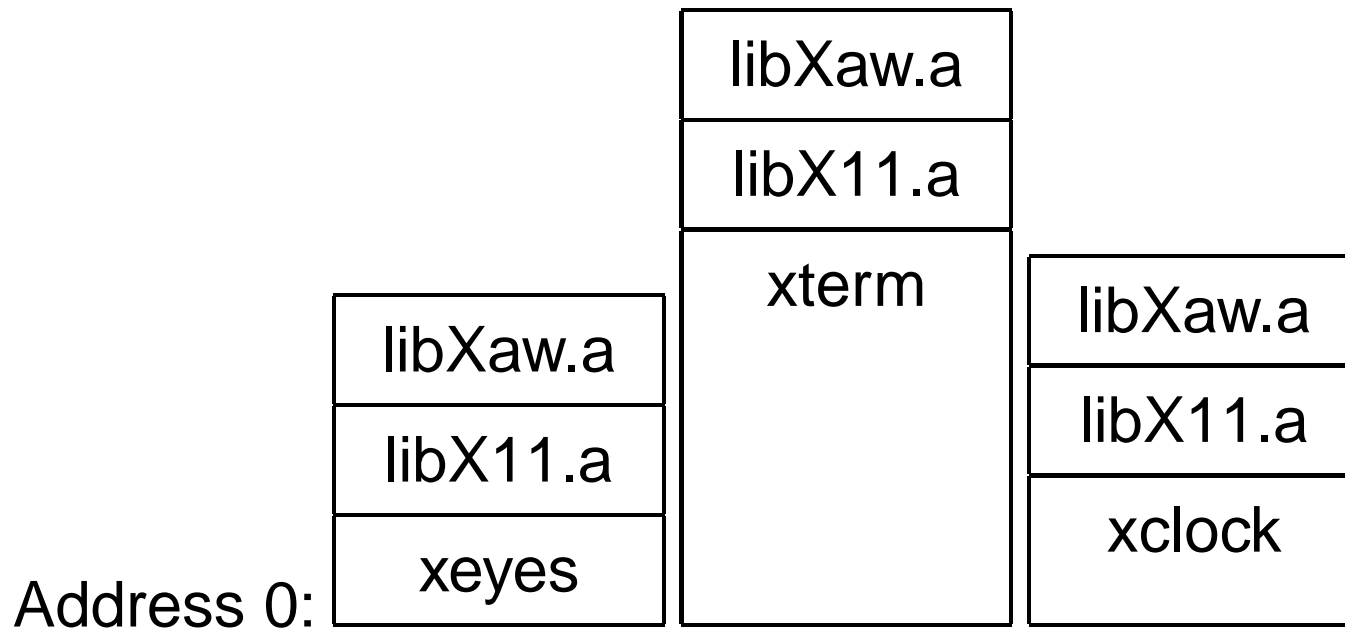 libXaw.a
libX11.a
xterm
libXaw.a
libX11.a
xeyes
libXaw.a
libX11.a
xclock
Address 0: